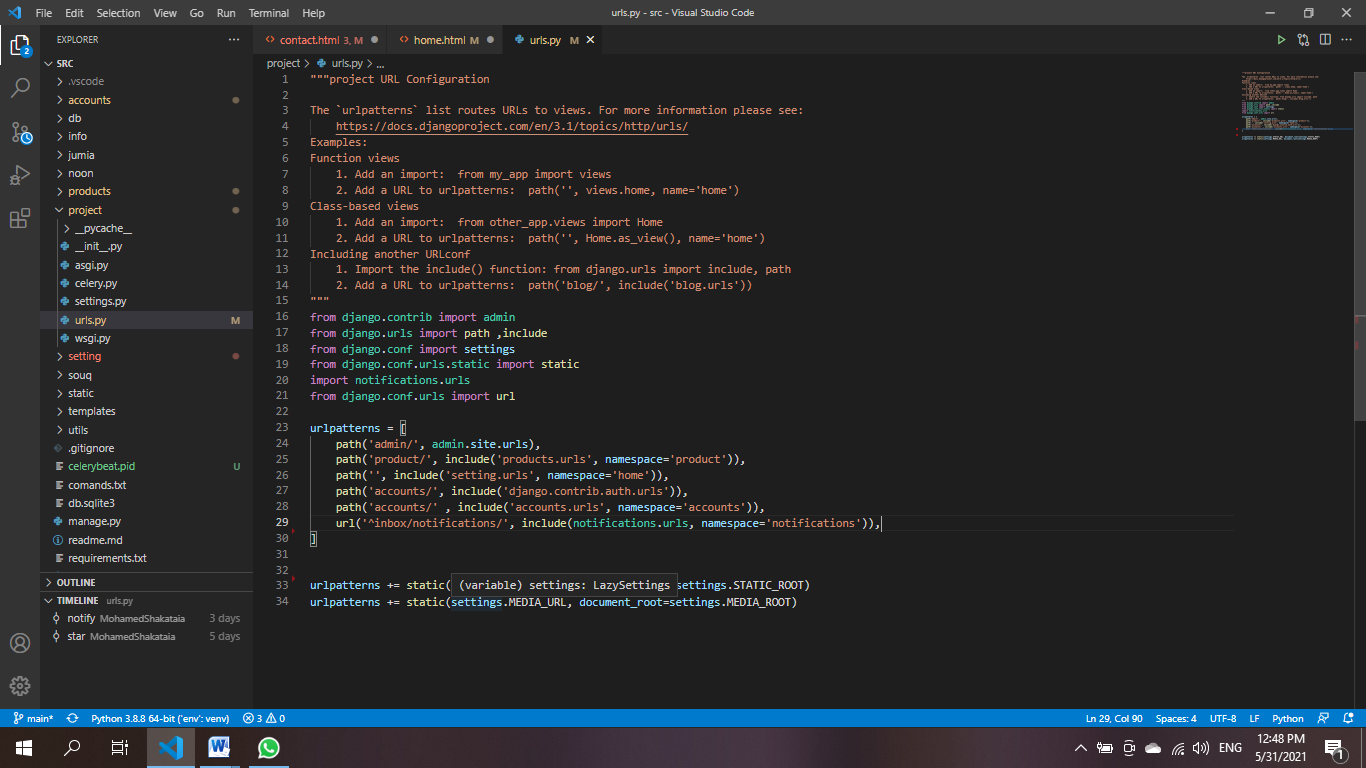 File Edit Selection View Go Run Terminal Help
urls.py - src - Visual Studio Code
EXPLORER
contact.html 3, M
home.html M
urls.py M
project > urls.py > ...
2
SRC
.vscode
accounts
db
info
jumia
noon
products
project
__pycache__
__init__.py
asgi.py
celery.py
settings.py
urls.py M
wsgi.py
setting
souq
static
templates
utils
.gitignore
celerybeat.pid U
comands.txt
db.sqlite3
manage.py
readme.md
requirements.txt
OUTLINE
TIMELINE urls.py
notify MohamedShakataia 3 days
star MohamedShakataia 5 days
1 """project URL Configuration
2
3 The `urlpatterns` list routes URLs to views. For more information please see:
4 https://docs.djangoproject.com/en/3.1/topics/http/urls/
5 Examples:
6 Function views
7 1. Add an import:  from my_app import views
8 2. Add a URL to urlpatterns:  path('', views.home, name='home')
9 Class-based views
10 1. Add an import:  from other_app.views import Home
11 2. Add a URL to urlpatterns:  path('', Home.as_view(), name='home')
12 Including another URLconf
13 1. Import the include() function: from django.urls import include, path
14 2. Add a URL to urlpatterns:  path('blog/', include('blog.urls'))
15 """
16 from django.contrib import admin
17 from django.urls import path ,include
18 from django.conf import settings
19 from django.conf.urls.static import static
20 import notifications.urls
21 from django.conf.urls import url
22
23 urlpatterns = [
24 path('admin/', admin.site.urls),
25 path('product/', include('products.urls', namespace='product')),
26 path('', include('setting.urls', namespace='home')),
27 path('accounts/', include('django.contrib.auth.urls')),
28 path('accounts/' , include('accounts.urls', namespace='accounts')),
29 url('^inbox/notifications/', include(notifications.urls, namespace='notifications')),
30 ]
31
32
33 urlpatterns += static( (variable) settings: LazySettings settings.STATIC_ROOT)
34 urlpatterns += static(settings.MEDIA_URL, document_root=settings.MEDIA_ROOT)
main* Python 3.8.8 64-bit ('env': venv) 3 0
Ln 29, Col 90 Spaces: 4 UTF-8 LF Python
ENG
12:48 PM
5/31/2021
1